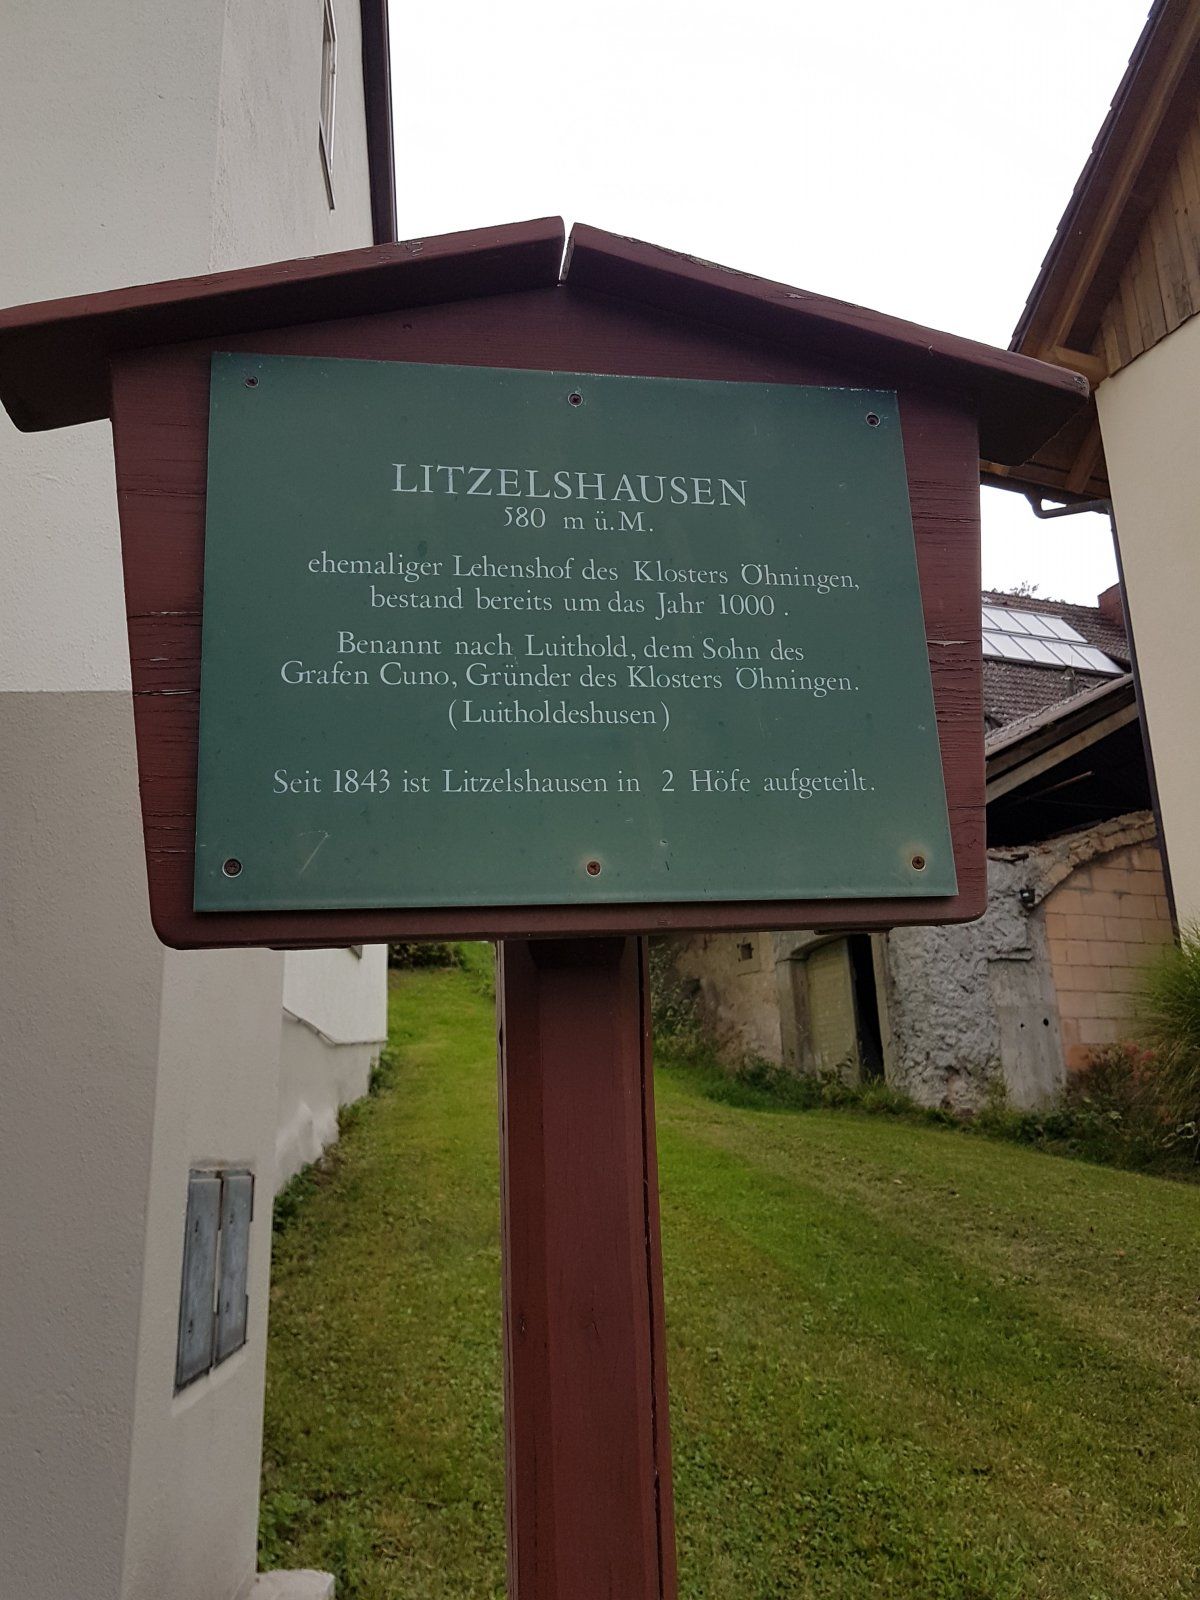 LITZELSHAUSEN
580 m ü.M.
ehemaliger Lehenshof des Klosters Öhningen,
bestand bereits um das Jahr 1000 .
Benannt nach Luithold, dem Sohn des
Grafen Cuno, Gründer des Klosters Öhningen.
(Luitholdeshusen)
Seit 1843 ist Litzelshausen in 2 Höfe aufgeteilt.